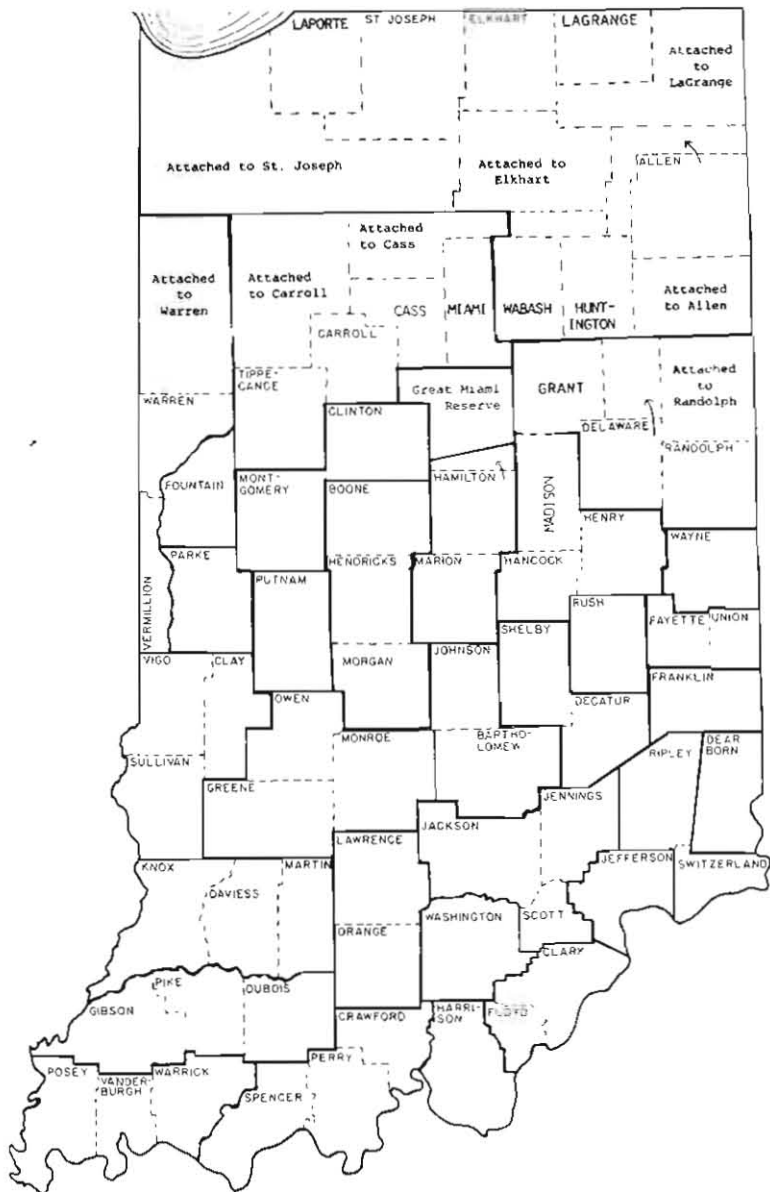 LAPORTE
ST JOSEPH
ELKHART
LAGRANGE
Attached
to
LaGrange
Attached to St. Joseph
Attached to
Elkhart
ALLEN
Attached
to
Warren
Attached
to Carroll
Attached
to Cass
CASS
MIAMI
WABASH
HUNT-
INGTON
Attached
to Allen
CARROLL
TIPPE-
CANOE
Great Miami
Reserve
GRANT
Attached
to
Randolph
WARREN
CLINTON
DELAWARE
RANDOLPH
FOUNTAIN
MONT-
GOMERY
BOONE
HAMILTON
MADISON
HENRY
WAYNE
VERMILLION
PARKE
PUTNAM
HENDRICKS
MARION
HANCOCK
RUSH
FAYETTE
UNION
SHELBY
VIGO
CLAY
MORGAN
JOHNSON
FRANKLIN
OWEN
DECATUR
MONROE
BARTHO-
LOMEW
RIPLEY
DEAR
BORN
SULLIVAN
GREENE
JENNINGS
JACKSON
LAWRENCE
KNOX
DAVIESS
MARTIN
JEFFERSON
SWITZERLAND
WASHINGTON
SCOTT
ORANGE
CLARK
GIBSON
PIKE
DUBOIS
CRAWFORD
HARRI-
SON
FLOYD
POSEY
VANDER-
BURGH
WARRICK
SPENCER
PERRY
?